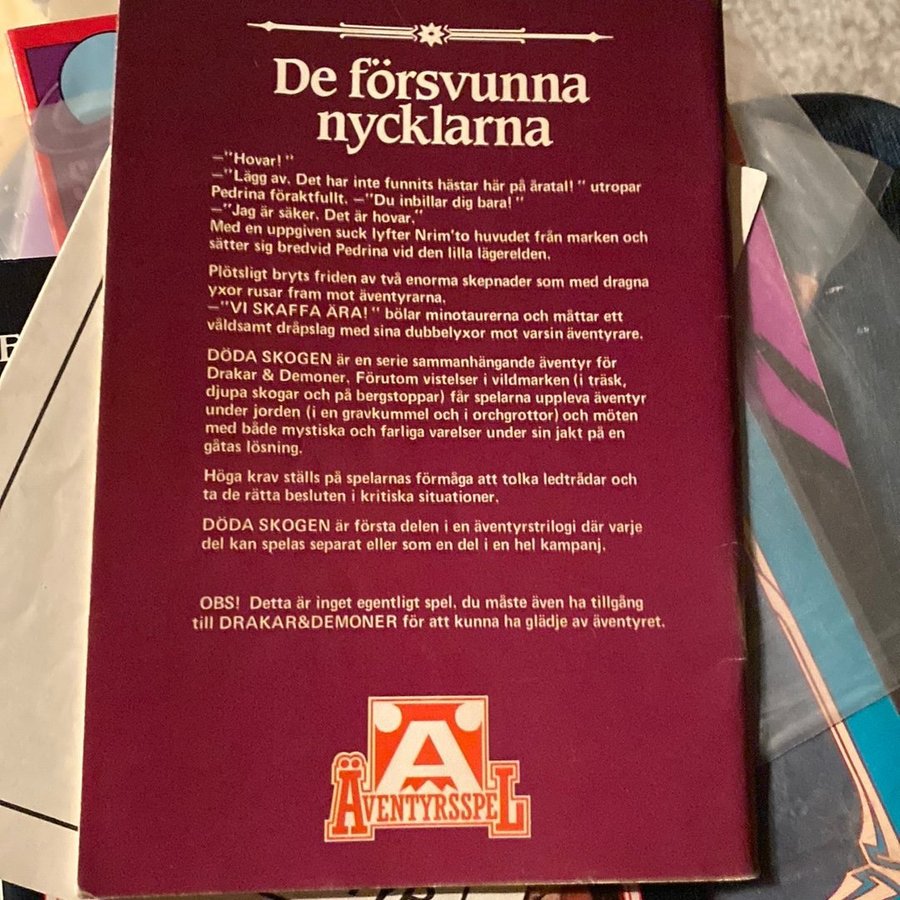 De försvunna
nycklarna
—"Hovar!"
—"Lägg av. Det har inte funnits hästar här på åratal!" utropar
Pedrina föraktfullt. —"Du inbillar dig bara!"
—"Jag är säker. Det är hovar."
Med en uppgiven suck lyfter Nrim'to huvudet från marken och
sätter sig bredvid Pedrina vid den lilla lägerelden.
Plötsligt bryts friden av två enorma skepnader som med dragna
yxor rusar fram mot äventyrarna.
—"VI SKAFFA ÄRA!" bölar minotaurerna och måttar ett
våldsamt dråpslag med sina dubbelyxor mot varsin äventyrare.
DÖDA SKOGEN är en serie sammanhängande äventyr för
Drakar & Demoner. Förutom vistelser i vildmarken (i träsk,
djupa skogar och på bergstoppar) får spelarna uppleva äventyr
under jorden (i en gravkummel och i orchgrottor) och möten
med både mystiska och farliga varelser under sin jakt på en
gåtas lösning.
Höga krav ställs på spelarnas förmåga att tolka ledtrådar och
ta de rätta besluten i kritiska situationer.
DÖDA SKOGEN är första delen i en äventyrstrilogi där varje
del kan spelas separat eller som en del i en hel kampanj.
OBS! Detta är inget egentligt spel, du måste även ha tillgång
till DRAKAR&DEMONER för att kunna ha glädje av äventyret.
Ä
ÄVENTYRSSPEL